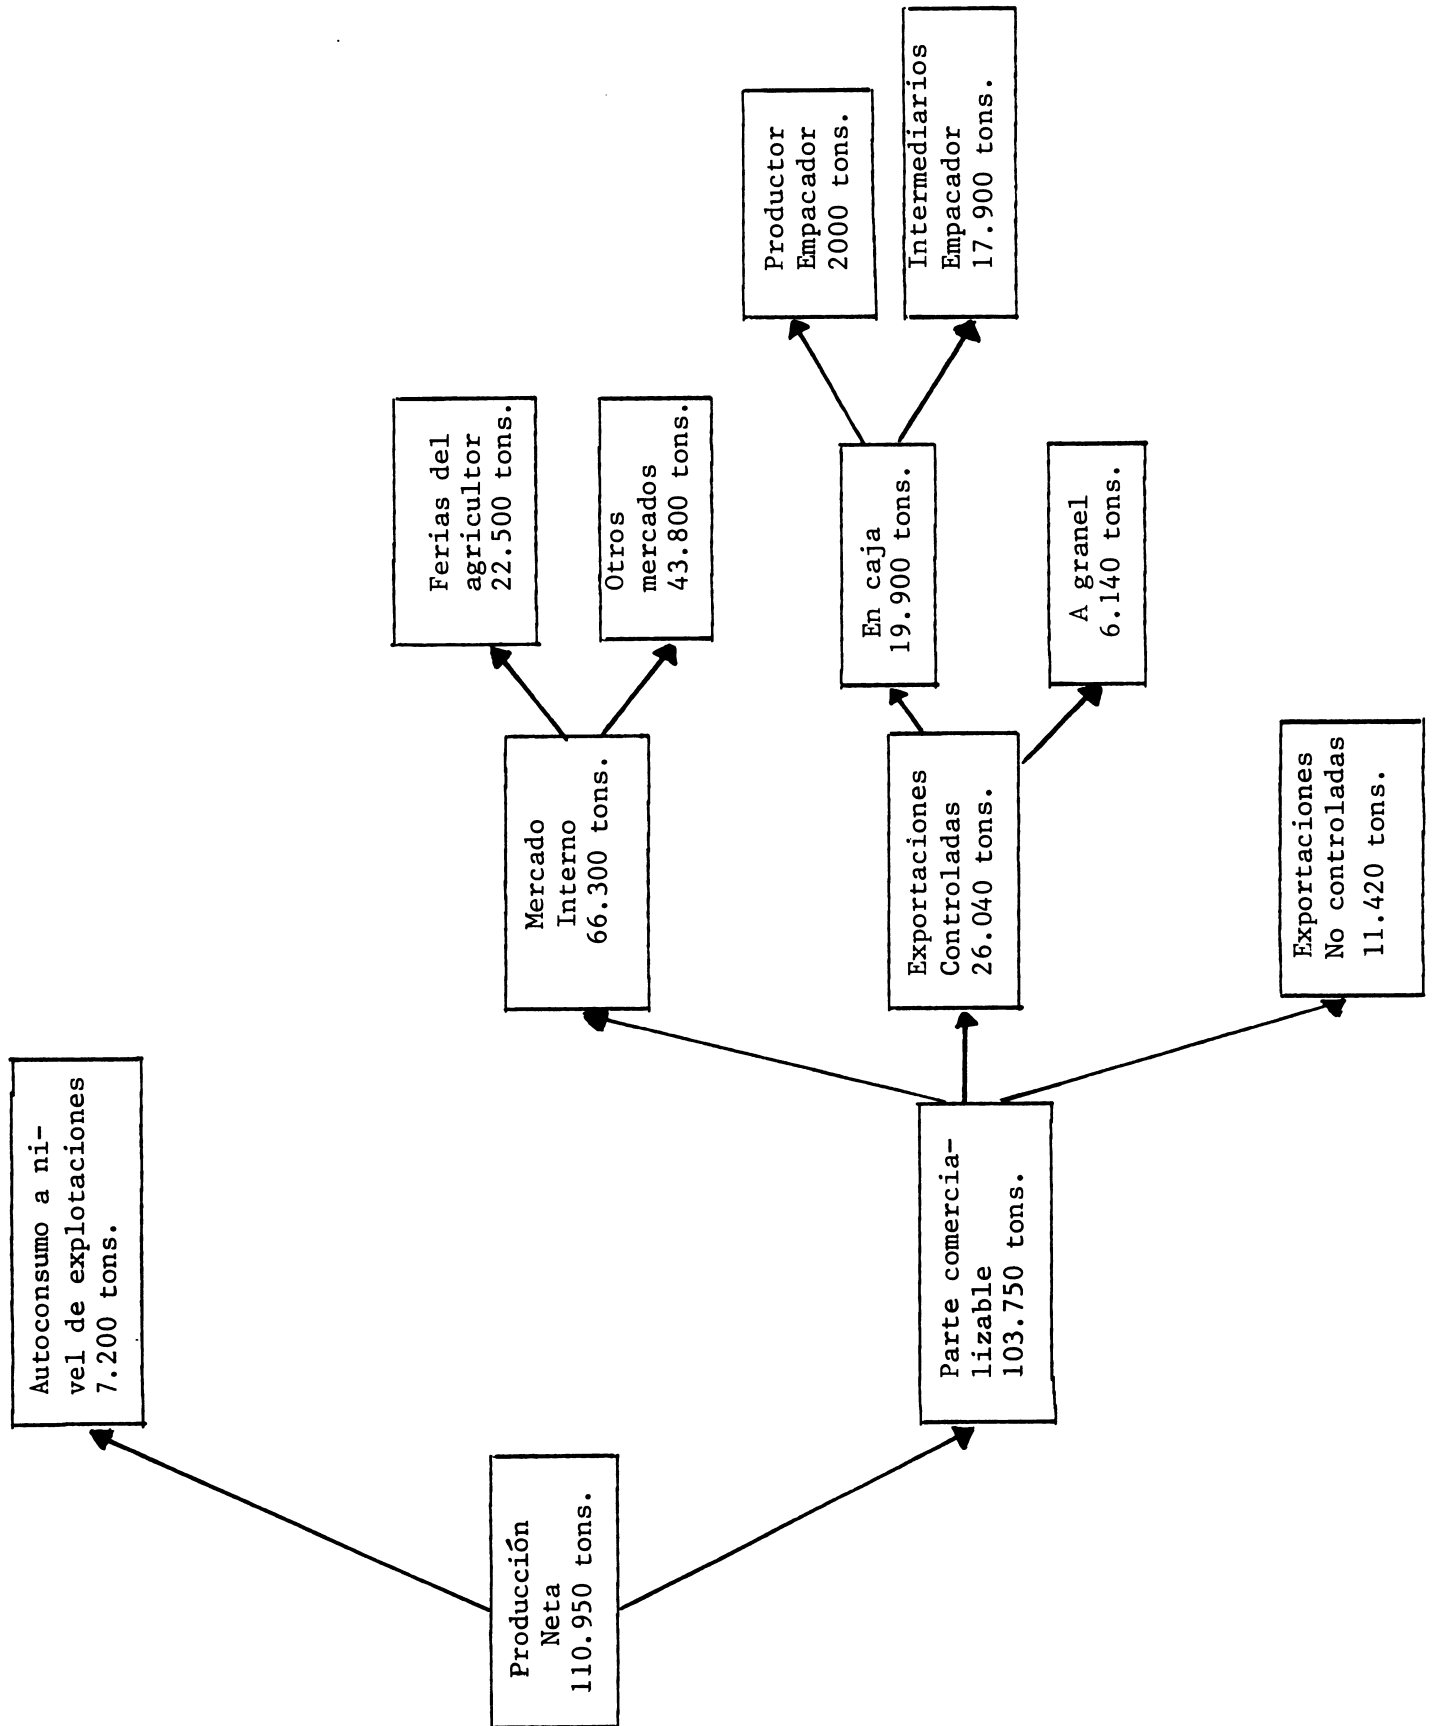 Producción
Neta
110.950 tons.
Autoconsumo a ni-
vel de explotaciones
7.200 tons.
Parte comercia-
lizable
103.750 tons.
Mercado
Interno
66.300 tons.
Exportaciones
Controladas
26.040 tons.
Exportaciones
No controladas
11.420 tons.
Ferias del
agricultor
22.500 tons.
Otros
mercados
43.800 tons.
En caja
19.900 tons.
A granel
6.140 tons.
Productor
Empacador
2000 tons.
Intermediarios
Empacador
17.900 tons.